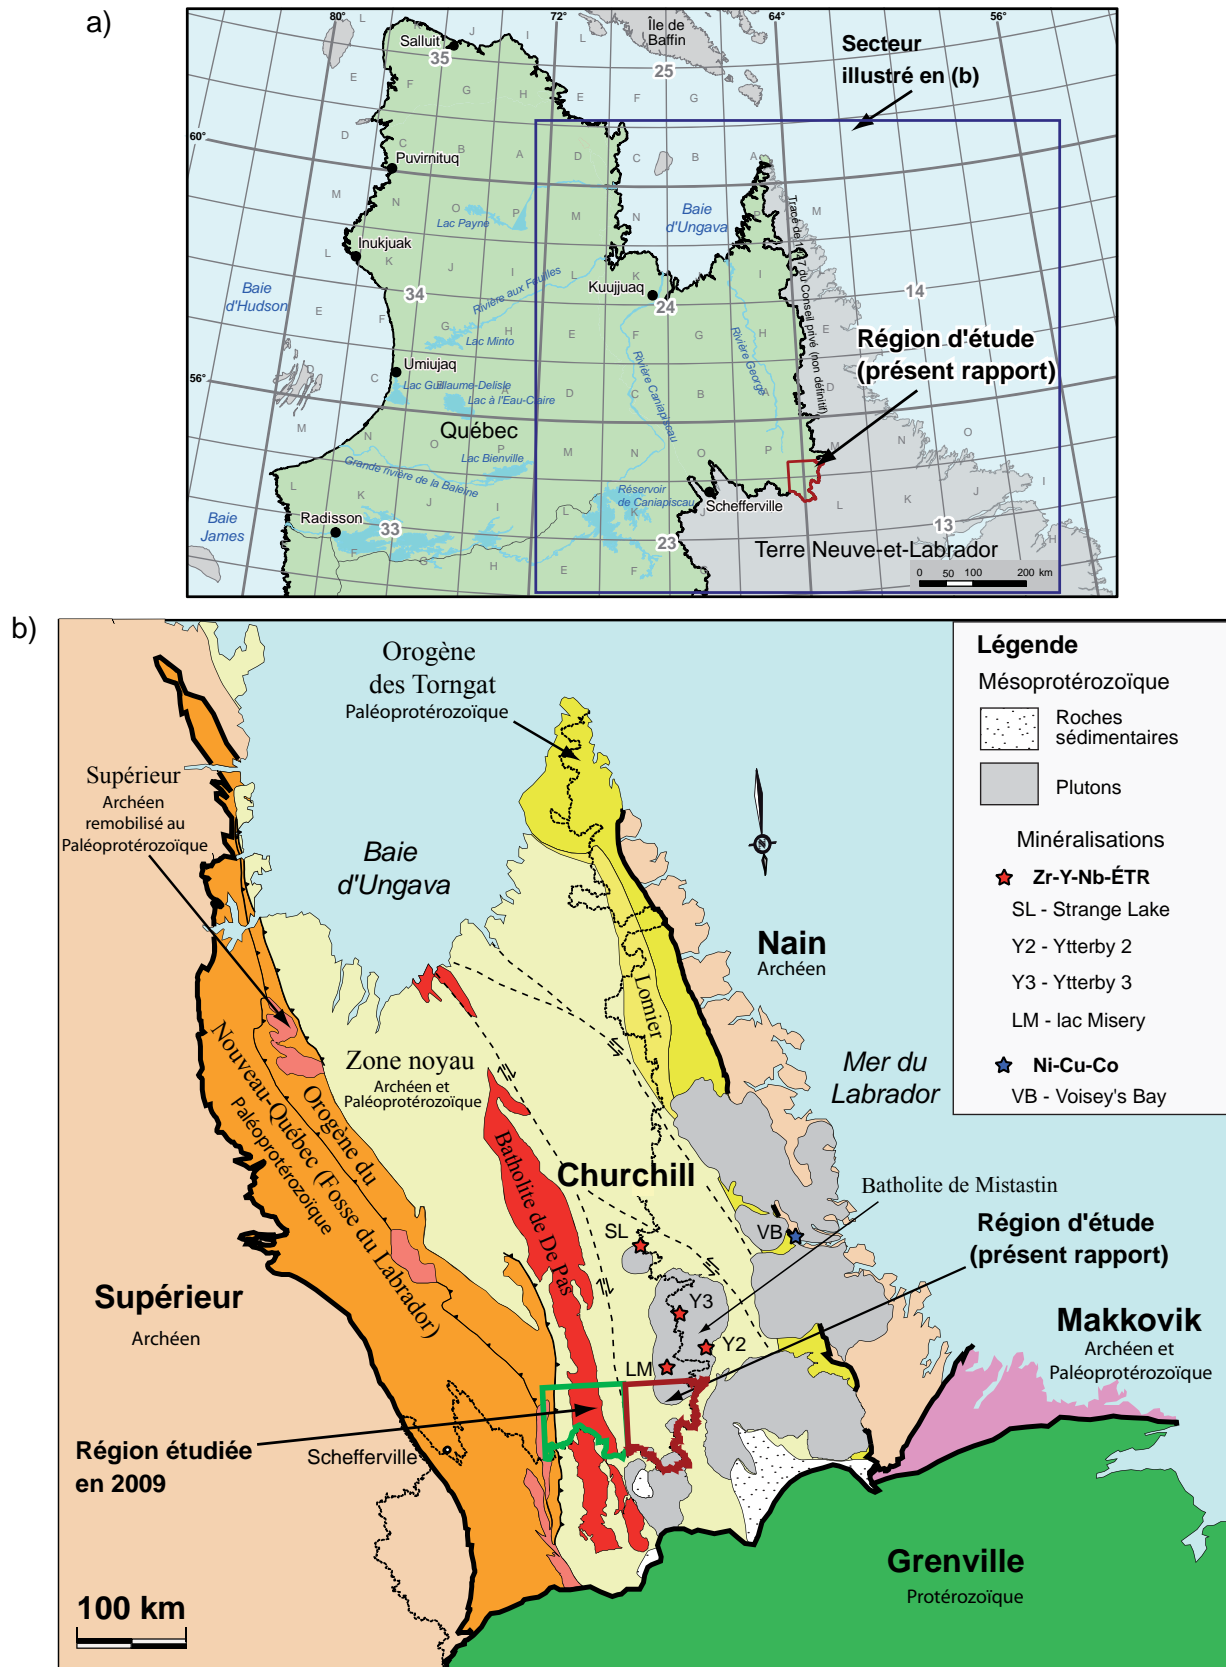 a)
80°
72°
64°
56°
Salluit
35
Île de
Baffin
25
Secteur
illustré en (b)
60°
Puvirnituq
Lac Payne
Baie
d'Ungava
Inukjuak
Baie
d'Hudson
34
Rivière aux Feuilles
Kuujjuaq
24
14
Tracé de 1927 du Conseil privé (non définitif)
Lac Minto
Rivière George
Région d'étude
(présent rapport)
Umiujaq
56°
Lac Guillaume-Delisle
Lac à l'Eau-Claire
Rivière Caniapiscau
Québec
Lac Bienville
Grande rivière de la Baleine
Réservoir
de Caniapiscau
Schefferville
Baie
James
Radisson
33
23
13
Terre Neuve-et-Labrador
0 50 100 200 km
b)
Orogène
des Torngat
Paléoprotérozoïque
Légende
Mésoprotérozoïque
Roches
sédimentaires
Plutons
Minéralisations
Zr-Y-Nb-ÉTR
SL - Strange Lake
Y2 - Ytterby 2
Y3 - Ytterby 3
LM - lac Misery
Ni-Cu-Co
VB - Voisey's Bay
Supérieur
Archéen
remobilisé au
Paléoprotérozoïque
Baie
d'Ungava
N
Nain
Archéen
Lomier
Zone noyau
Archéen et
Paléoprotérozoïque
Mer du
Labrador
Orogène du
Nouveau-Québec (Fosse du Labrador)
Paléoprotérozoïque
Batholite de De Pas
Churchill
Batholite de Mistastin
SL
VB
Région d'étude
(présent rapport)
Y3
Y2
LM
Supérieur
Archéen
Makkovik
Archéen et
Paléoprotérozoïque
Région étudiée
en 2009
Schefferville
Grenville
Protérozoïque
100 km